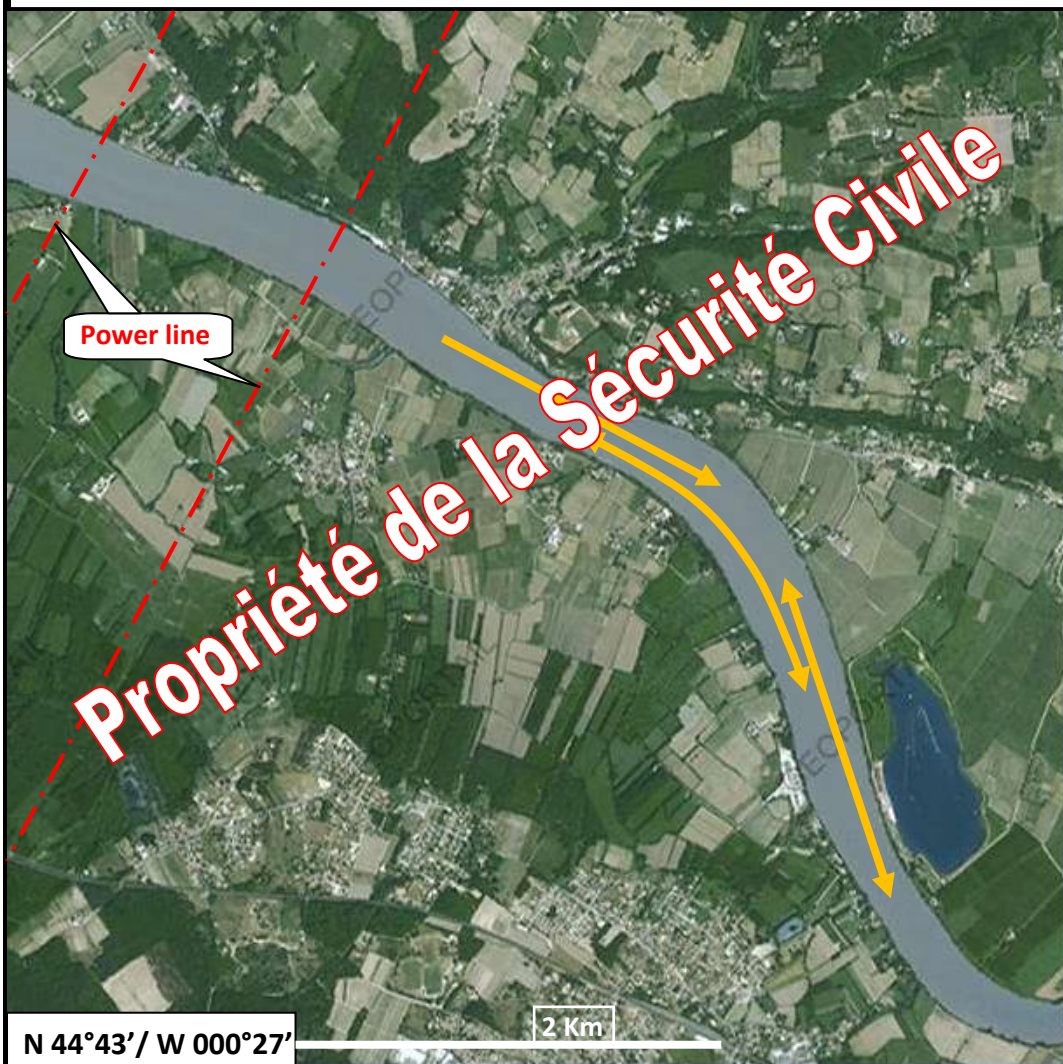 Propriété de la Sécurité Civile
Power line
2 Km
N 44°43’/ W 000°27’